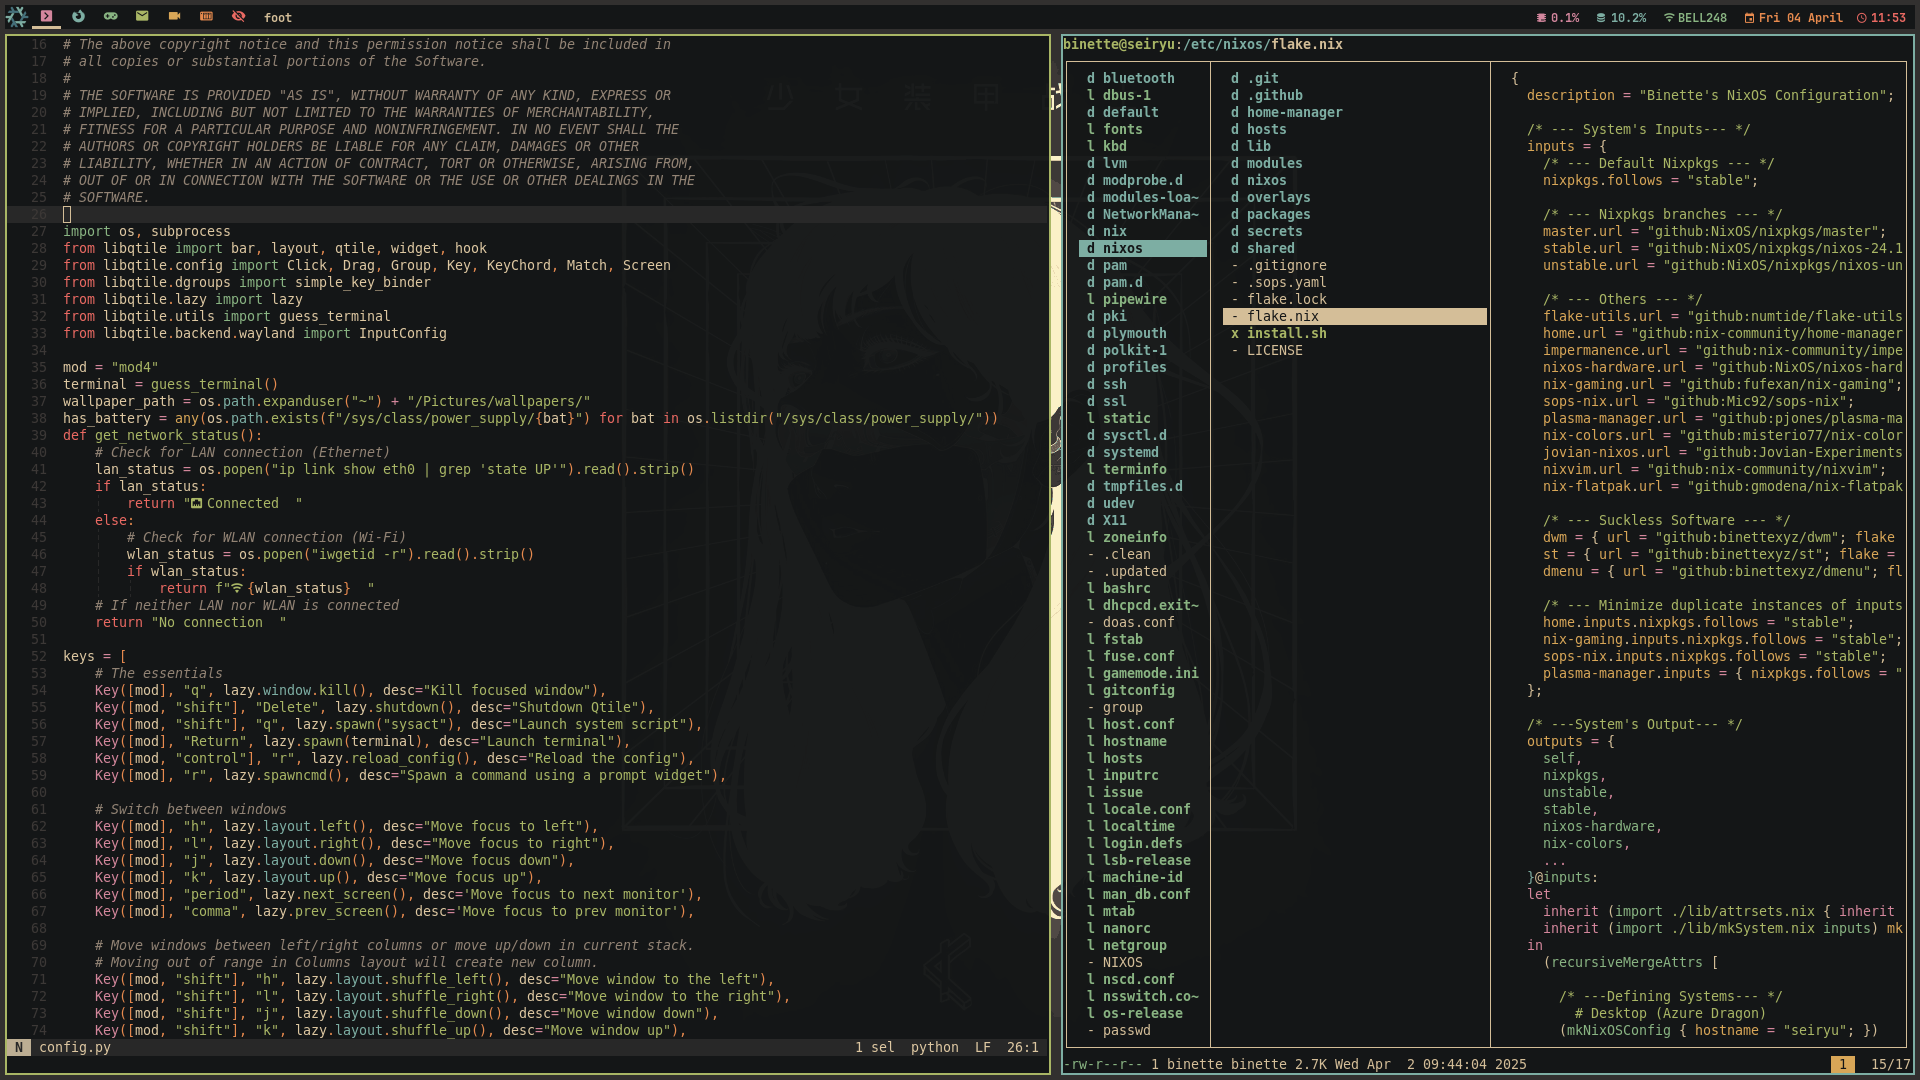 foot
0.1%
10.2%
BELL248
Fri 04 April
11:53
16 # The above copyright notice and this permission notice shall be included in
17 # all copies or substantial portions of the Software.
18 #
19 # THE SOFTWARE IS PROVIDED "AS IS", WITHOUT WARRANTY OF ANY KIND, EXPRESS OR
20 # IMPLIED, INCLUDING BUT NOT LIMITED TO THE WARRANTIES OF MERCHANTABILITY,
21 # FITNESS FOR A PARTICULAR PURPOSE AND NONINFRINGEMENT. IN NO EVENT SHALL THE
22 # AUTHORS OR COPYRIGHT HOLDERS BE LIABLE FOR ANY CLAIM, DAMAGES OR OTHER
23 # LIABILITY, WHETHER IN AN ACTION OF CONTRACT, TORT OR OTHERWISE, ARISING FROM,
24 # OUT OF OR IN CONNECTION WITH THE SOFTWARE OR THE USE OR OTHER DEALINGS IN THE
25 # SOFTWARE.
26
27 import os, subprocess
28 from libqtile import bar, layout, qtile, widget, hook
29 from libqtile.config import Click, Drag, Group, Key, KeyChord, Match, Screen
30 from libqtile.dgroups import simple_key_binder
31 from libqtile.lazy import lazy
32 from libqtile.utils import guess_terminal
33 from libqtile.backend.wayland import InputConfig
34
35 mod = "mod4"
36 terminal = guess_terminal()
37 wallpaper_path = os.path.expanduser("~") + "/Pictures/wallpapers/"
38 has_battery = any(os.path.exists(f"/sys/class/power_supply/{bat}") for bat in os.listdir("/sys/class/power_supply/"))
39 def get_network_status():
40     # Check for LAN connection (Ethernet)
41     lan_status = os.popen("ip link show eth0 | grep 'state UP'").read().strip()
42     if lan_status:
43         return " Connected  "
44     else:
45         # Check for WLAN connection (Wi-Fi)
46         wlan_status = os.popen("iwgetid -r").read().strip()
47         if wlan_status:
48             return f" {wlan_status}  "
49     # If neither LAN nor WLAN is connected
50     return "No connection  "
51
52 keys = [
53     # The essentials
54     Key([mod], "q", lazy.window.kill(), desc="Kill focused window"),
55     Key([mod, "shift"], "Delete", lazy.shutdown(), desc="Shutdown Qtile"),
56     Key([mod, "shift"], "q", lazy.spawn("sysact"), desc="Launch system script"),
57     Key([mod], "Return", lazy.spawn(terminal), desc="Launch terminal"),
58     Key([mod, "control"], "r", lazy.reload_config(), desc="Reload the config"),
59     Key([mod], "r", lazy.spawncmd(), desc="Spawn a command using a prompt widget"),
60
61     # Switch between windows
62     Key([mod], "h", lazy.layout.left(), desc="Move focus to left"),
63     Key([mod], "l", lazy.layout.right(), desc="Move focus to right"),
64     Key([mod], "j", lazy.layout.down(), desc="Move focus down"),
65     Key([mod], "k", lazy.layout.up(), desc="Move focus up"),
66     Key([mod], "period", lazy.next_screen(), desc='Move focus to next monitor'),
67     Key([mod], "comma", lazy.prev_screen(), desc='Move focus to prev monitor'),
68
69     # Move windows between left/right columns or move up/down in current stack.
70     # Moving out of range in Columns layout will create new column.
71     Key([mod, "shift"], "h", lazy.layout.shuffle_left(), desc="Move window to the left"),
72     Key([mod, "shift"], "l", lazy.layout.shuffle_right(), desc="Move window to the right"),
73     Key([mod, "shift"], "j", lazy.layout.shuffle_down(), desc="Move window down"),
74     Key([mod, "shift"], "k", lazy.layout.shuffle_up(), desc="Move window up"),
N config.py 1 sel python LF 26:1
少女装甲
binette@seiryu:/etc/nixos/flake.nix
d bluetooth
l dbus-1
d default
l fonts
l kbd
d lvm
d modprobe.d
d modules-loa~
d NetworkMana~
d nix
d nixos
d pam
d pam.d
l pipewire
d pki
d plymouth
d polkit-1
d profiles
d ssh
d ssl
l static
d sysctl.d
d systemd
l terminfo
d tmpfiles.d
d udev
d X11
l zoneinfo
- .clean
- .updated
l bashrc
l dhcpcd.exit~
- doas.conf
l fstab
l fuse.conf
l gamemode.ini
l gitconfig
- group
l host.conf
l hostname
l hosts
l inputrc
l issue
l locale.conf
l localtime
l login.defs
l lsb-release
l machine-id
l man_db.conf
l mtab
l nanorc
l netgroup
- NIXOS
l nscd.conf
l nsswitch.co~
l os-release
- passwd
d .git
d .github
d home-manager
d hosts
d lib
d modules
d nixos
d overlays
d packages
d secrets
d shared
- .gitignore
- .sops.yaml
- flake.lock
- flake.nix
x install.sh
- LICENSE
{
  description = "Binette's NixOS Configuration";

  /* --- System's Inputs--- */
  inputs = {
    /* --- Default Nixpkgs --- */
    nixpkgs.follows = "stable";

    /* --- Nixpkgs branches --- */
    master.url = "github:NixOS/nixpkgs/master";
    stable.url = "github:NixOS/nixpkgs/nixos-24.1
    unstable.url = "github:NixOS/nixpkgs/nixos-un

    /* --- Others --- */
    flake-utils.url = "github:numtide/flake-utils
    home.url = "github:nix-community/home-manager
    impermanence.url = "github:nix-community/impe
    nixos-hardware.url = "github:NixOS/nixos-hard
    nix-gaming.url = "github:fufexan/nix-gaming";
    sops-nix.url = "github:Mic92/sops-nix";
    plasma-manager.url = "github:pjones/plasma-ma
    nix-colors.url = "github:misterio77/nix-color
    jovian-nixos.url = "github:Jovian-Experiments
    nixvim.url = "github:nix-community/nixvim";
    nix-flatpak.url = "github:gmodena/nix-flatpak

    /* --- Suckless Software --- */
    dwm = { url = "github:binettexyz/dwm"; flake
    st = { url = "github:binettexyz/st"; flake =
    dmenu = { url = "github:binettexyz/dmenu"; fl

    /* --- Minimize duplicate instances of inputs
    home.inputs.nixpkgs.follows = "stable";
    nix-gaming.inputs.nixpkgs.follows = "stable";
    sops-nix.inputs.nixpkgs.follows = "stable";
    plasma-manager.inputs = { nixpkgs.follows = "
  };

  /* ---System's Output--- */
  outputs = {
    self,
    nixpkgs,
    unstable,
    stable,
    nixos-hardware,
    nix-colors,
    ...
  }@inputs:
  let
    inherit (import ./lib/attrsets.nix { inherit
    inherit (import ./lib/mkSystem.nix inputs) mk
  in
    (recursiveMergeAttrs [

      /* ---Defining Systems--- */
        # Desktop (Azure Dragon)
      (mkNixOSConfig { hostname = "seiryu"; })
-rw-r--r-- 1 binette binette 2.7K Wed Apr  2 09:44:04 2025
1 15/17